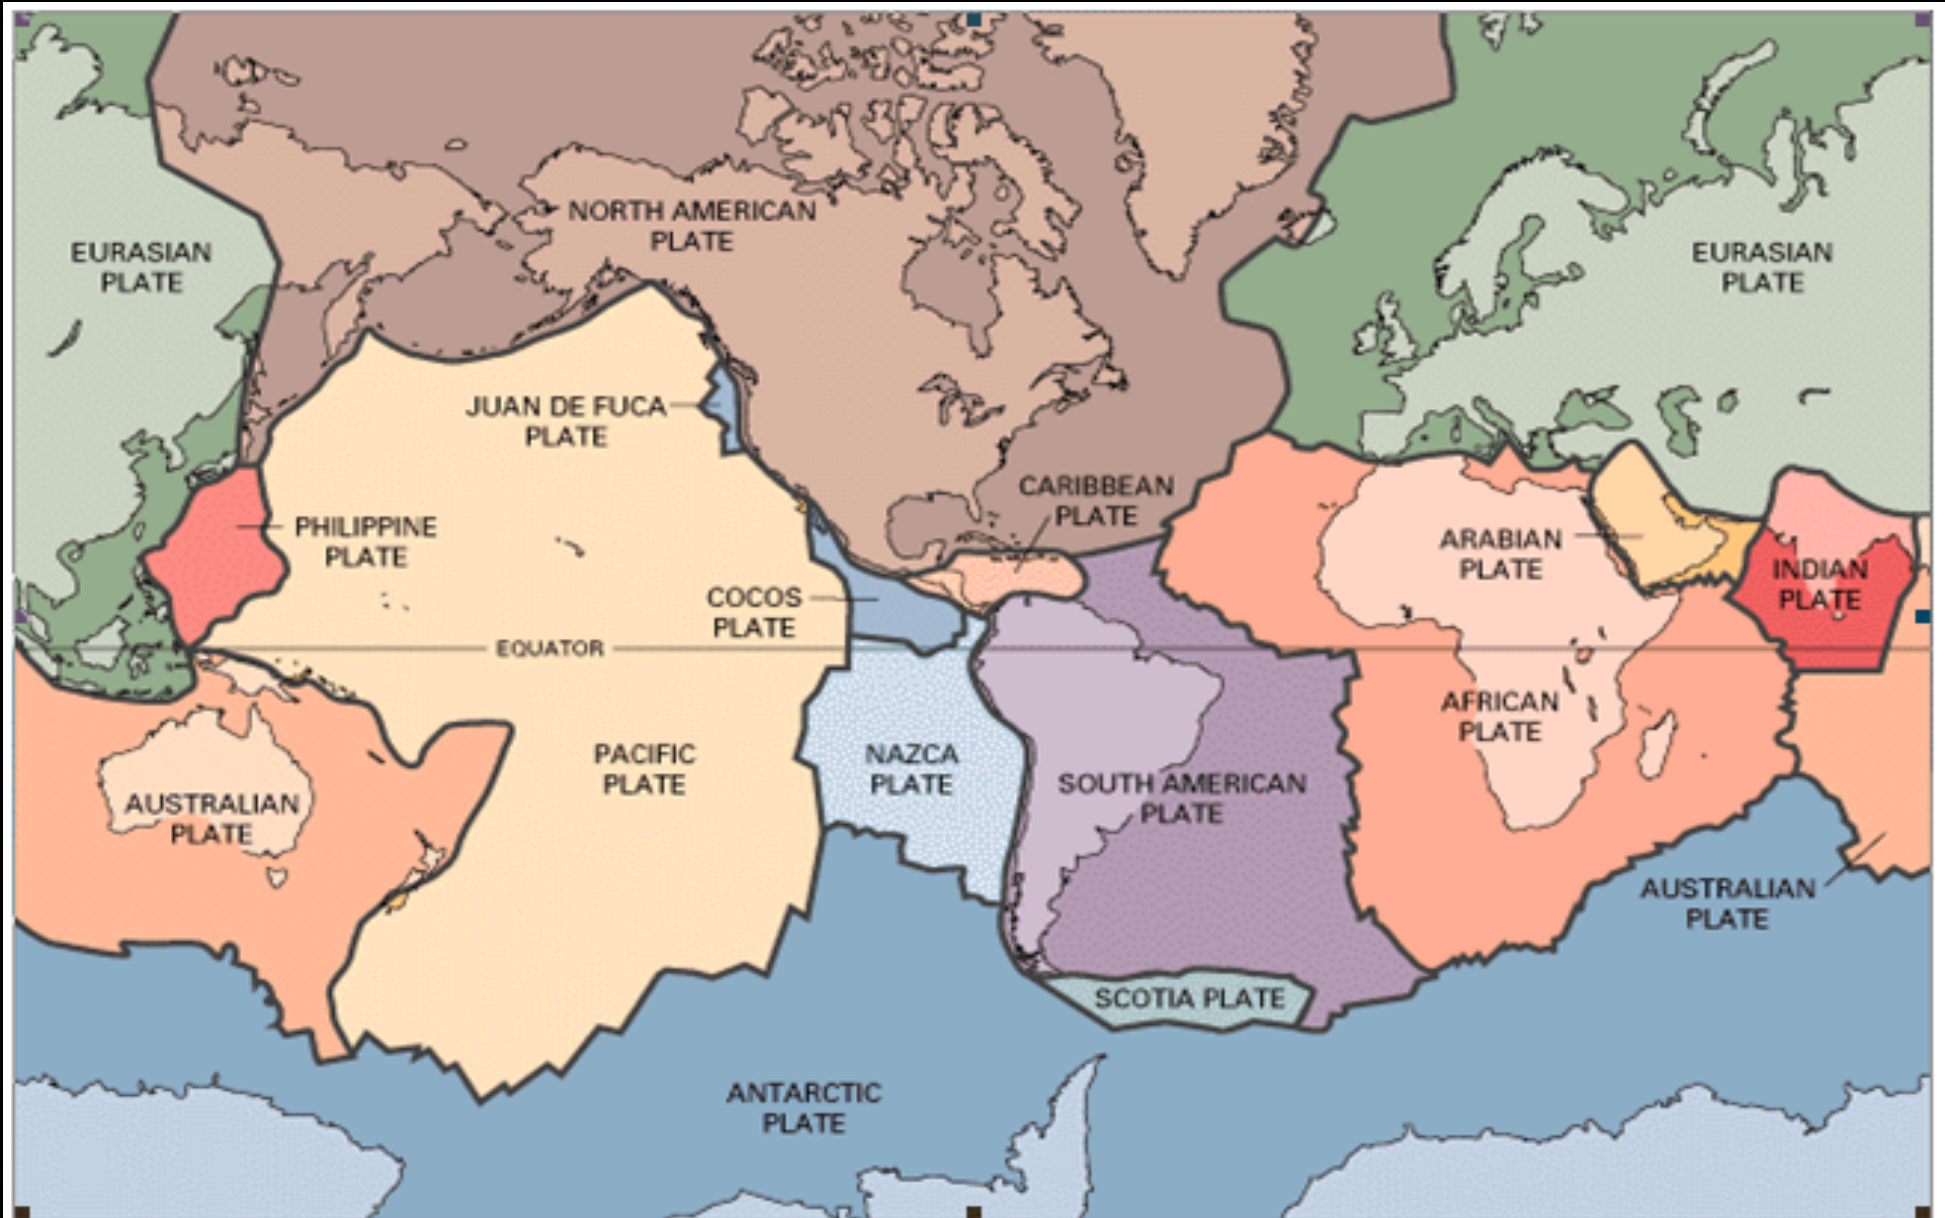 NORTH AMERICAN
PLATE
EURASIAN
PLATE
EURASIAN
PLATE
JUAN DE FUCA
PLATE
CARIBBEAN
PLATE
PHILIPPINE
PLATE
ARABIAN
PLATE
INDIAN
PLATE
COCOS
PLATE
EQUATOR
AFRICAN
PLATE
PACIFIC
PLATE
NAZCA
PLATE
SOUTH AMERICAN
PLATE
AUSTRALIAN
PLATE
AUSTRALIAN
PLATE
SCOTIA PLATE
ANTARCTIC
PLATE